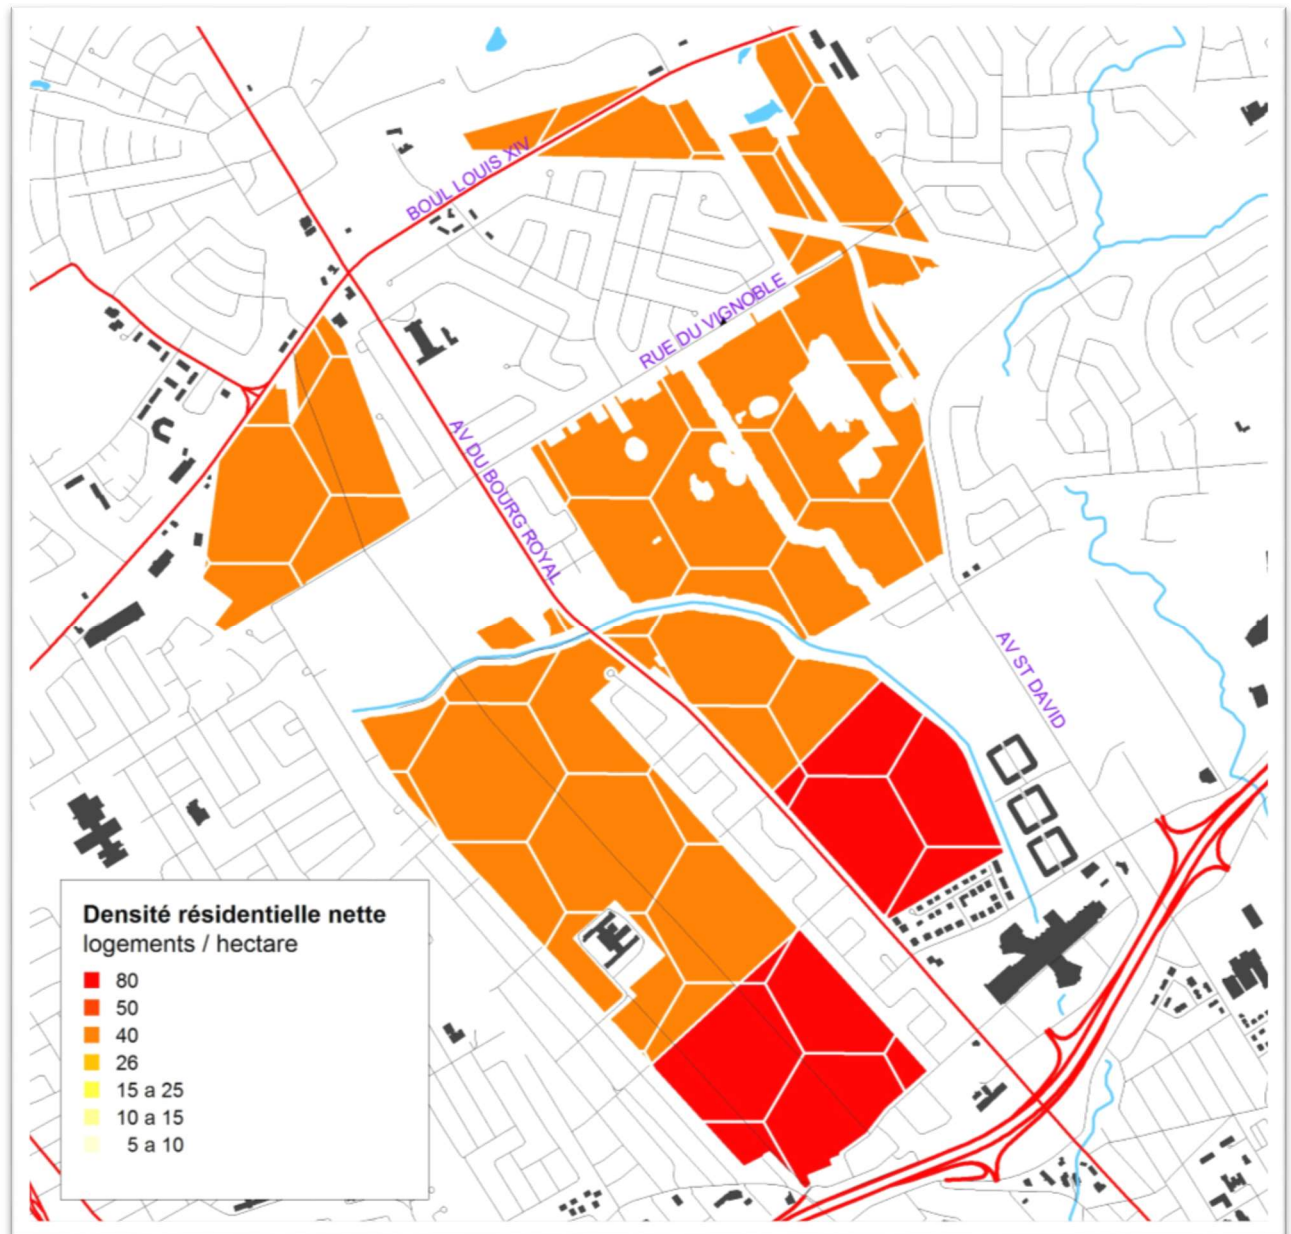 BOUL LOUIS XIV
RUE DU VIGNOBLE
AV DU BOURG ROYAL
AV ST DAVID
Densité résidentielle nette
logements / hectare
80
50
40
26
15 a 25
10 a 15
5 a 10